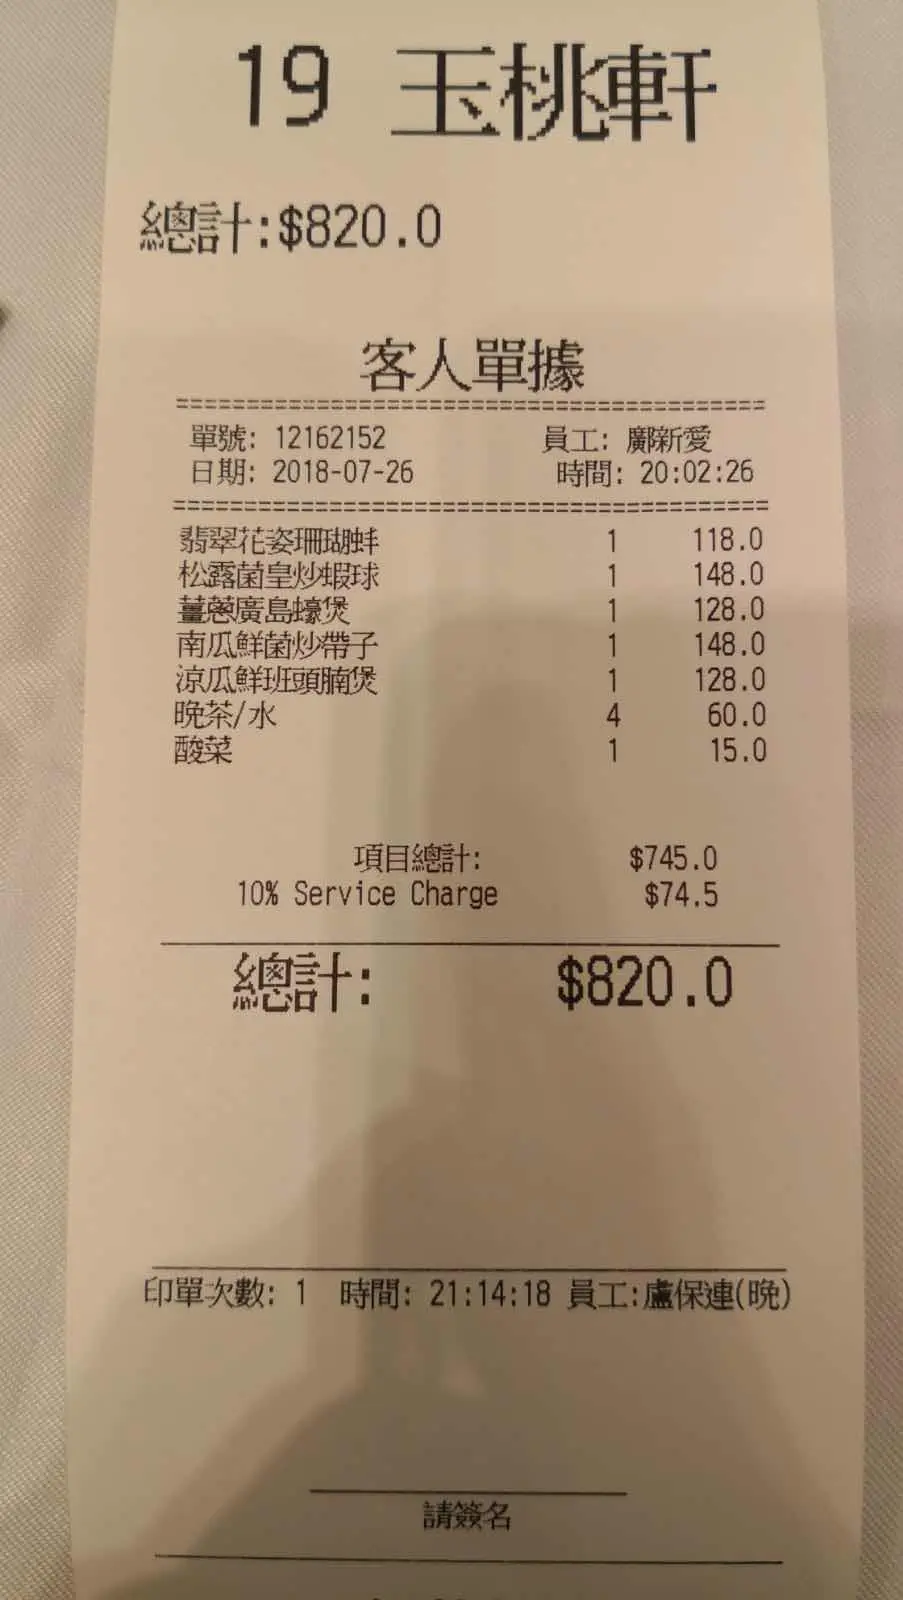 19 玉桃軒
總計:$820.0
客人單據
========================================
單號: 12162152 員工: 鄺新愛
日期: 2018-07-26 時間: 20:02:26
========================================
翡翠花姿珊瑚蚌 1 118.0
松露菌皇炒蝦球 1 148.0
薑蔥廣島蠔煲 1 128.0
南瓜鮮菌炒帶子 1 148.0
涼瓜鮮班頭腩煲 1 128.0
晚茶/水 4 60.0
酸菜 1 15.0
項目總計: $745.0
10% Service Charge $74.5
總計: $820.0
印單次數: 1 時間: 21:14:18 員工:盧保連(晚)
請簽名